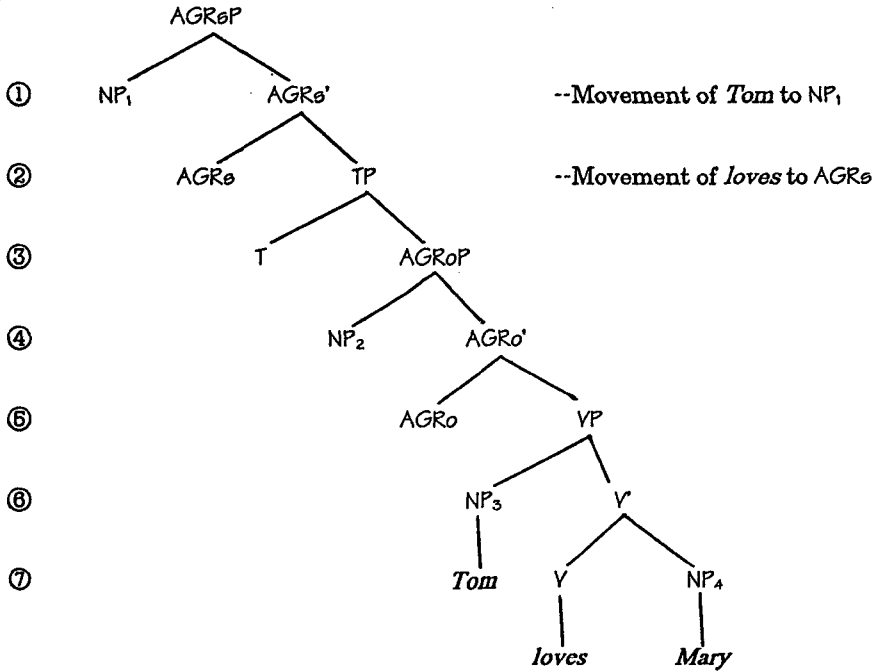 AGRsP
① NP₁ AGRs' --Movement of Tom to NP₁
② AGRs TP --Movement of loves to AGRs
③ T AGRoP
④ NP₂ AGRo'
⑤ AGRo VP
⑥ NP₃ V'
⑦ Tom V NP₄
loves Mary